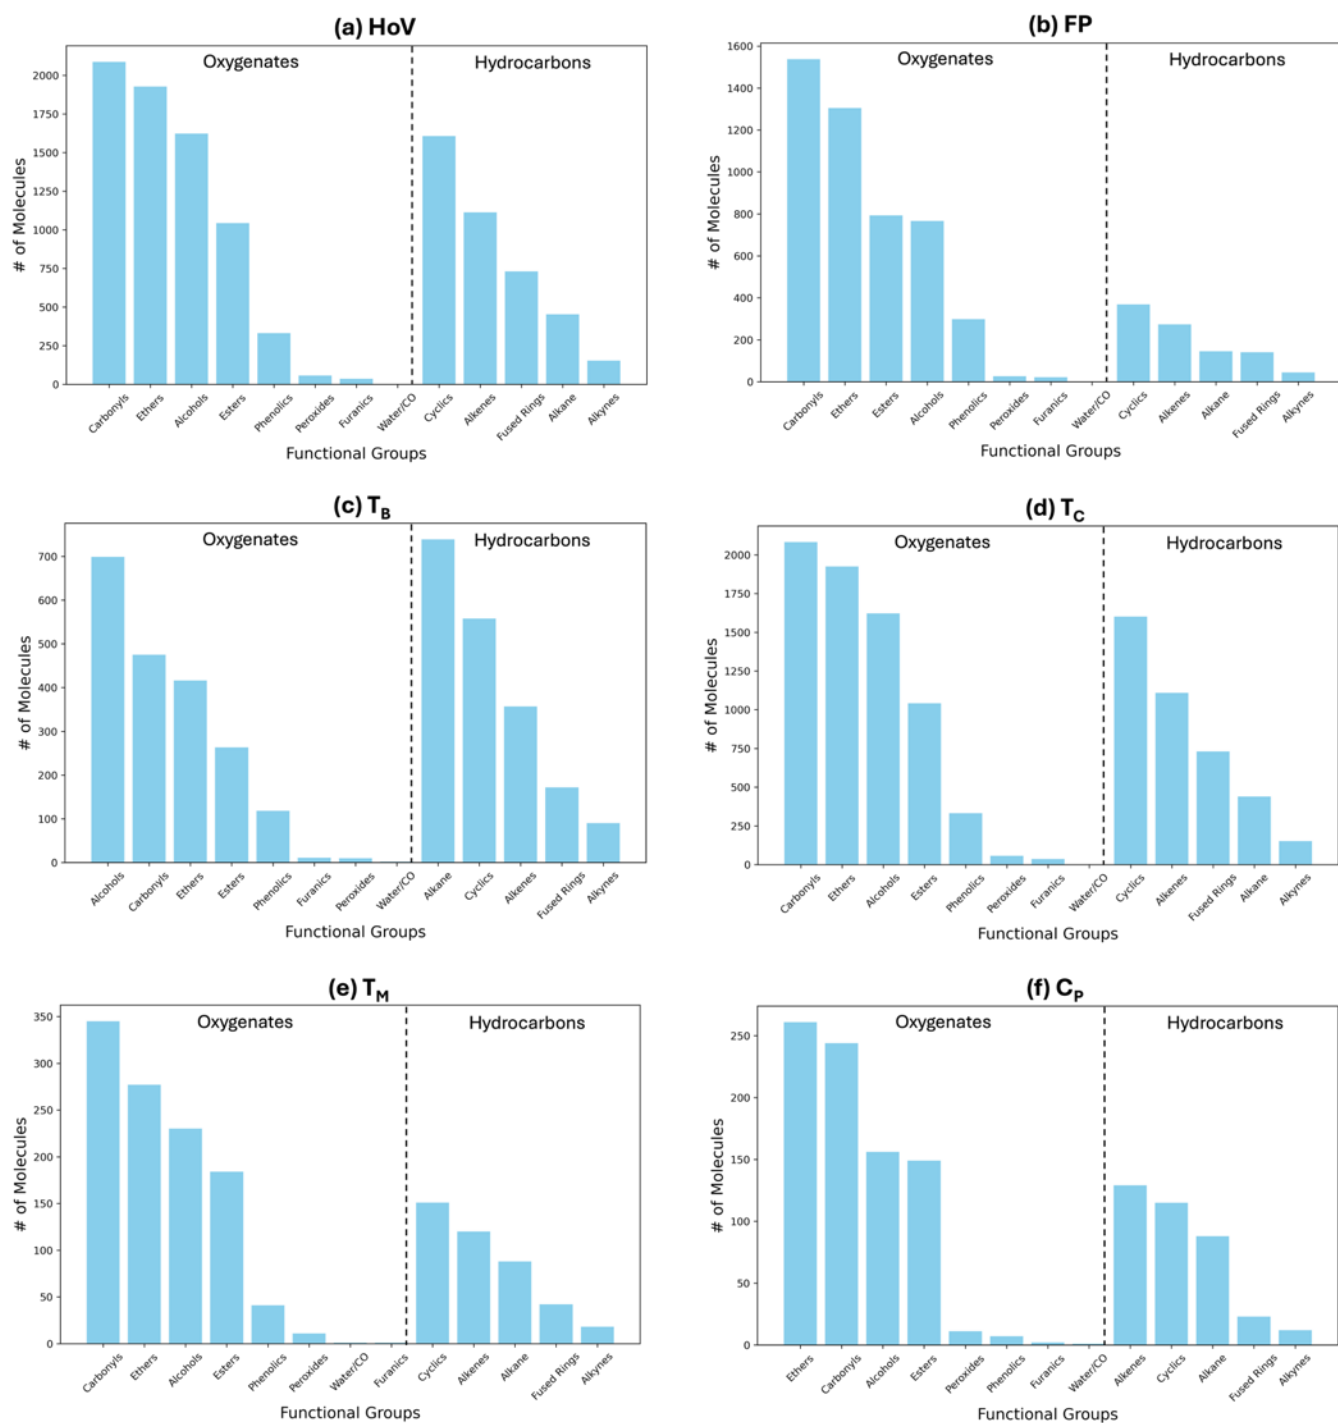 (a) HoV
Oxygenates
Hydrocarbons
# of Molecules
2000
1750
1500
1250
1000
750
500
250
0
Carbonyls
Ethers
Alcohols
Esters
Phenolics
Peroxides
Furanics
Water/CO
Cyclics
Alkenes
Fused Rings
Alkane
Alkynes
Functional Groups
(b) FP
Oxygenates
Hydrocarbons
# of Molecules
1600
1400
1200
1000
800
600
400
200
0
Carbonyls
Ethers
Esters
Alcohols
Phenolics
Peroxides
Furanics
Water/CO
Cyclics
Alkenes
Alkane
Fused Rings
Alkynes
Functional Groups
(c) TB
Oxygenates
Hydrocarbons
# of Molecules
700
600
500
400
300
200
100
0
Alcohols
Carbonyls
Ethers
Esters
Phenolics
Furanics
Peroxides
Water/CO
Alkane
Cyclics
Alkenes
Fused Rings
Alkynes
Functional Groups
(d) TC
Oxygenates
Hydrocarbons
# of Molecules
2000
1750
1500
1250
1000
750
500
250
0
Carbonyls
Ethers
Alcohols
Esters
Phenolics
Peroxides
Furanics
Water/CO
Cyclics
Alkenes
Fused Rings
Alkane
Alkynes
Functional Groups
(e) TM
Oxygenates
Hydrocarbons
# of Molecules
350
300
250
200
150
100
50
0
Carbonyls
Ethers
Alcohols
Esters
Phenolics
Peroxides
Water/CO
Furanics
Cyclics
Alkenes
Alkane
Fused Rings
Alkynes
Functional Groups
(f) CP
Oxygenates
Hydrocarbons
# of Molecules
250
200
150
100
50
0
Ethers
Carbonyls
Alcohols
Esters
Peroxides
Phenolics
Furanics
Water/CO
Alkenes
Cyclics
Alkane
Fused Rings
Alkynes
Functional Groups